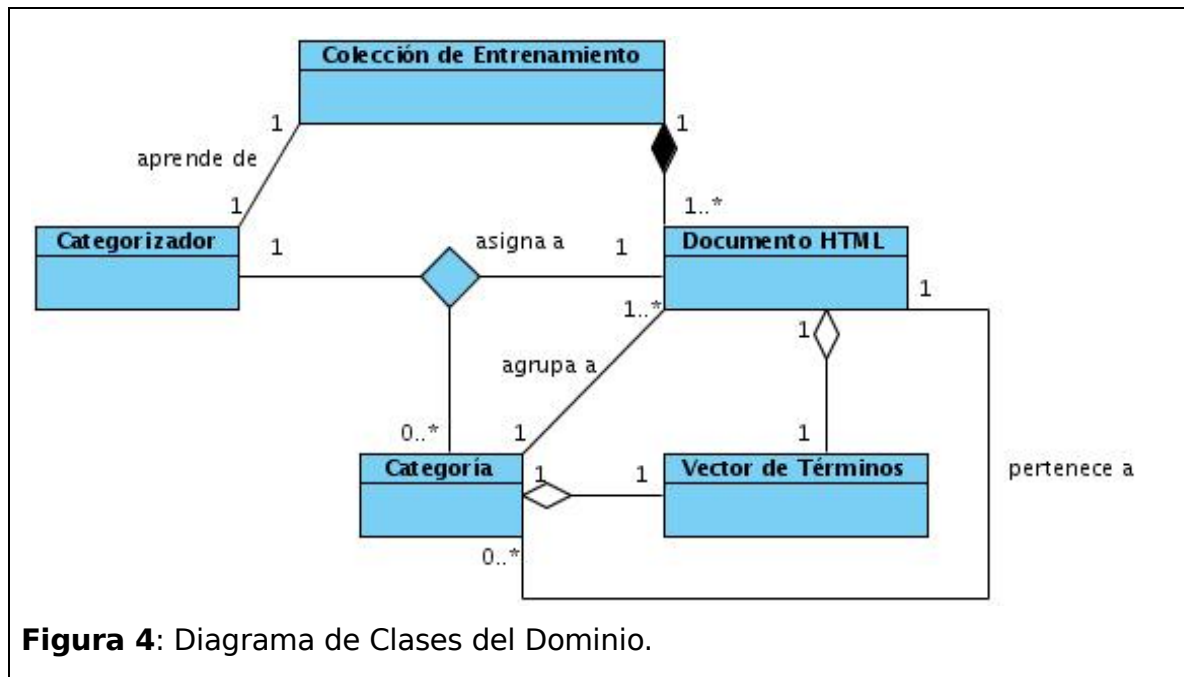 Colección de Entrenamiento
1
1
aprende de
1
1..*
Categorizador
1
asigna a
1
Documento HTML
1
1..*
1
agrupa a
0..*
1
1
Categoría
1
1
Vector de Términos
pertenece a
0..*
Figura 4: Diagrama de Clases del Dominio.